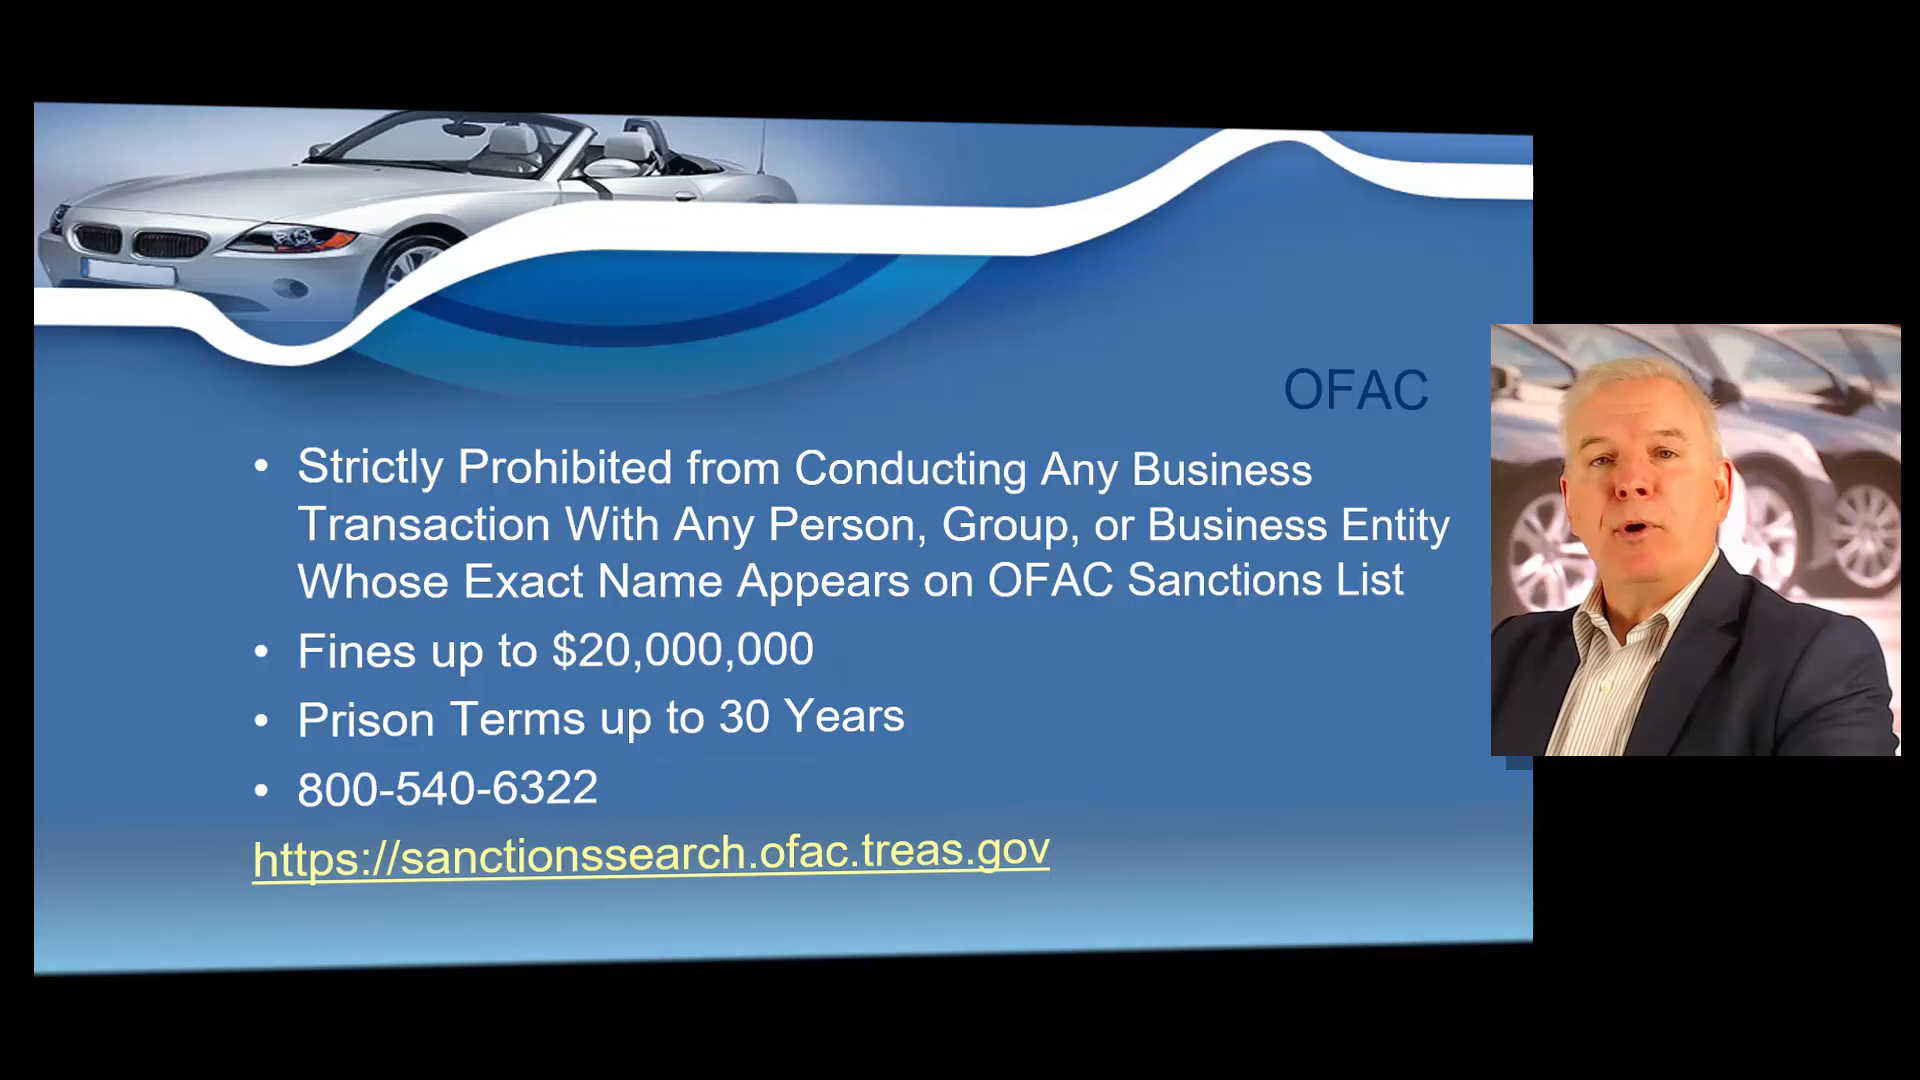 OFAC
• Strictly Prohibited from Conducting Any Business
Transaction With Any Person, Group, or Business Entity
Whose Exact Name Appears on OFAC Sanctions List
• Fines up to $20,000,000
• Prison Terms up to 30 Years
• 800-540-6322
https://sanctionssearch.ofac.treas.gov